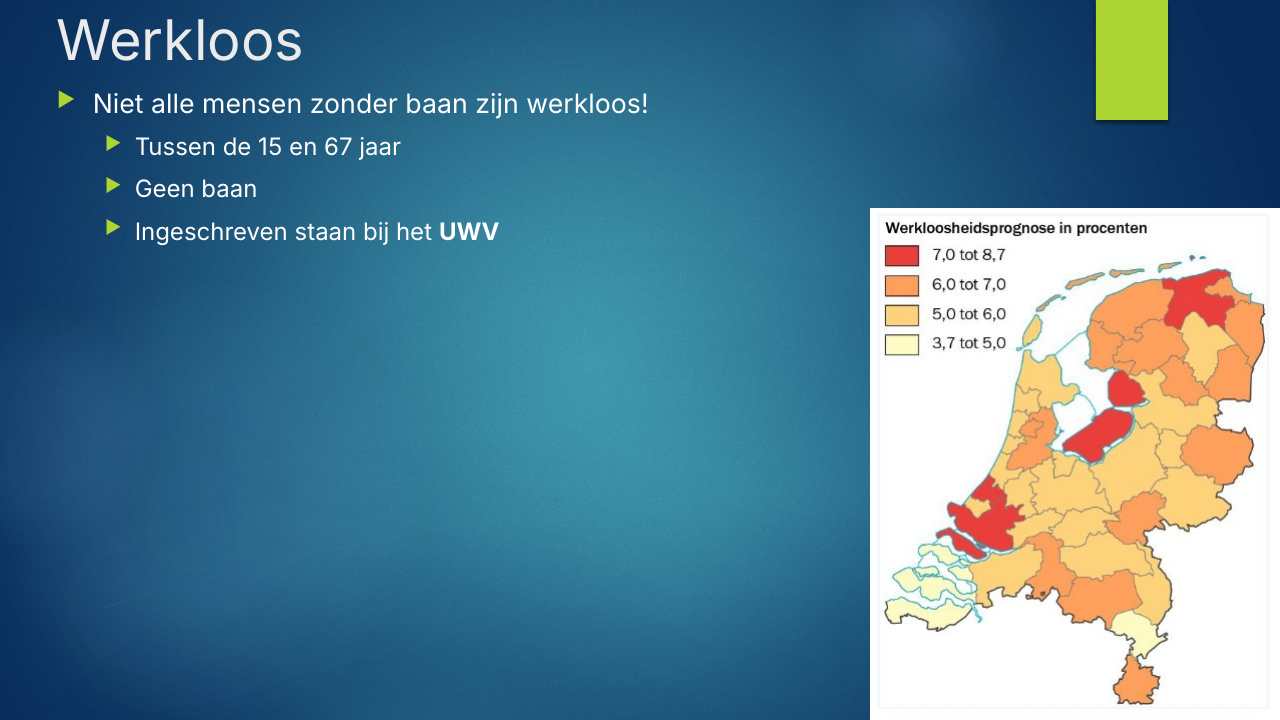 Werkloos
Niet alle mensen zonder baan zijn werkloos!
Tussen de 15 en 67 jaar
Geen baan
Ingeschreven staan bij het UWV
Werkloosheidsprognose in procenten
7,0 tot 8,7
6,0 tot 7,0
5,0 tot 6,0
3,7 tot 5,0